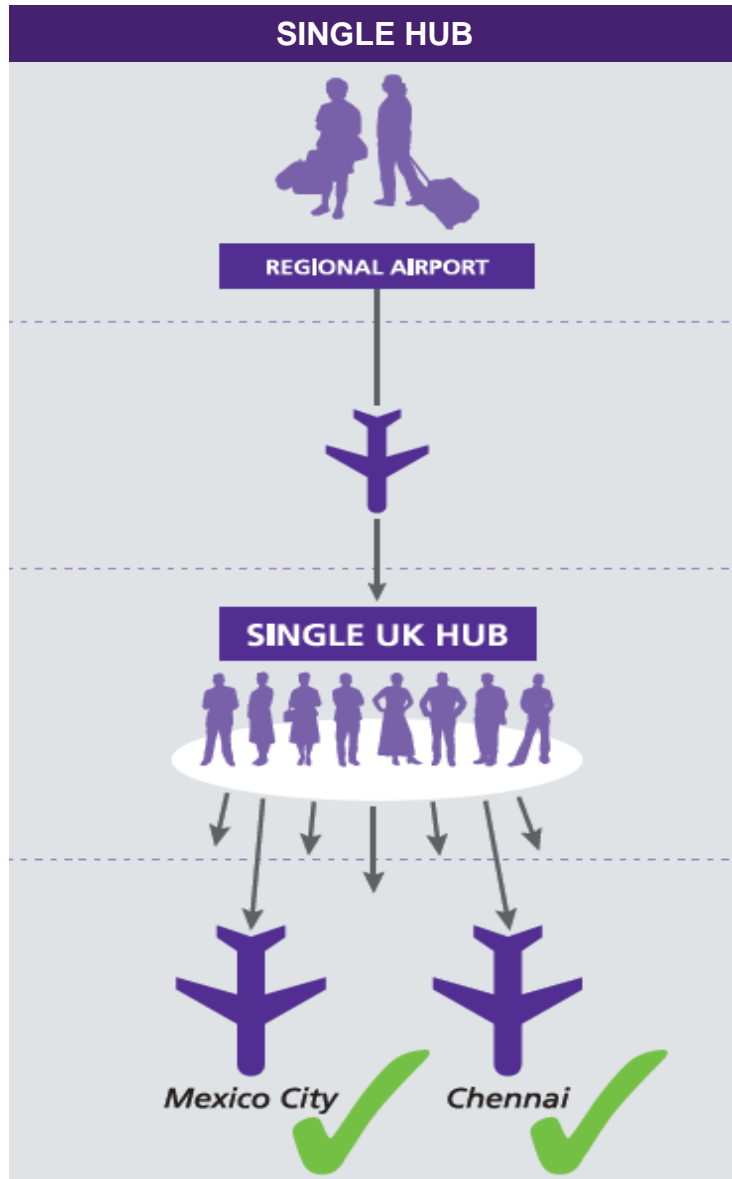 SINGLE HUB
REGIONAL AIRPORT
SINGLE UK HUB
Mexico City
Chennai